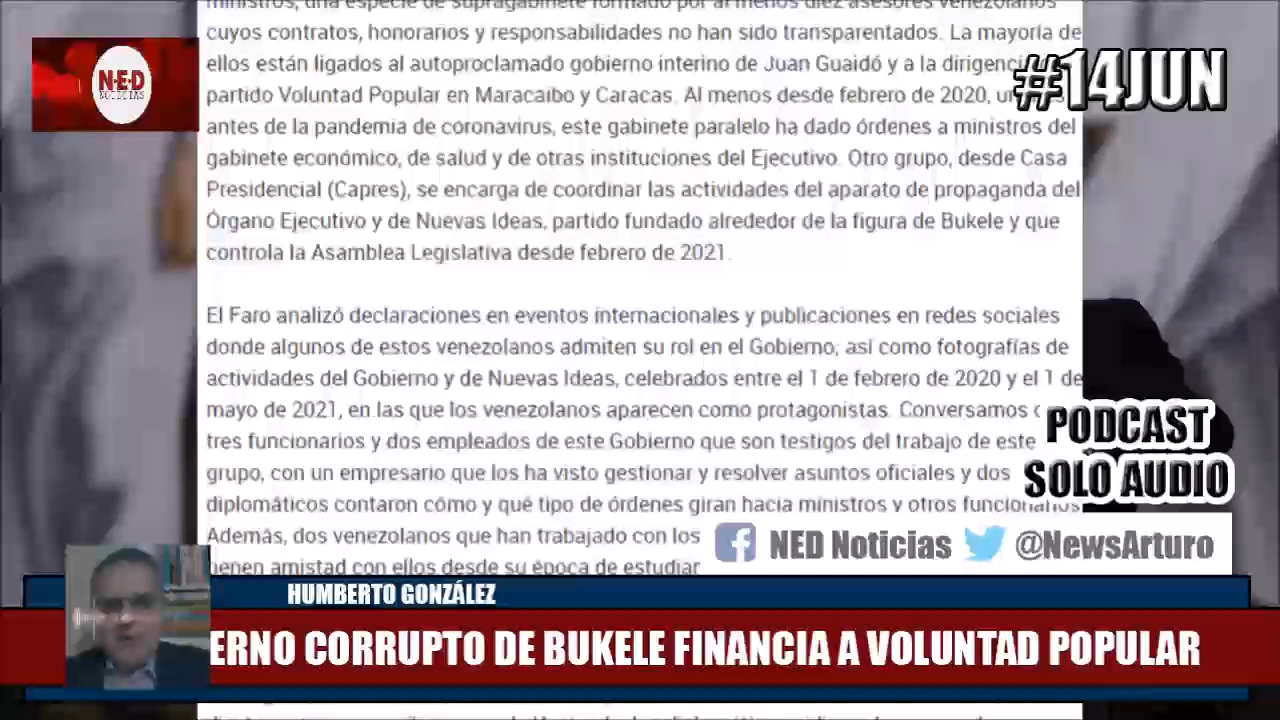 ministros, una especie de supragabinete formado por al menos diez asesores venezolanos
cuyos contratos, honorarios y responsabilidades no han sido transparentados. La mayoría de
ellos están ligados al autoproclamado gobierno interino de Juan Guaidó y a la dirigenci
partido Voluntad Popular en Maracaibo y Caracas. Al menos desde febrero de 2020, un
antes de la pandemia de coronavirus, este gabinete paralelo ha dado órdenes a ministros del
gabinete económico, de salud y de otras instituciones del Ejecutivo. Otro grupo, desde Casa
Presidencial (Capres), se encarga de coordinar las actividades del aparato de propaganda del
Órgano Ejecutivo y de Nuevas Ideas, partido fundado alrededor de la figura de Bukele y que
controla la Asamblea Legislativa desde febrero de 2021.
El Faro analizó declaraciones en eventos internacionales y publicaciones en redes sociales
donde algunos de estos venezolanos admiten su rol en el Gobierno, así como fotografías de
actividades del Gobierno y de Nuevas Ideas, celebrados entre el 1 de febrero de 2020 y el 1 de
mayo de 2021, en las que los venezolanos aparecen como protagonistas. Conversamos
tres funcionarios y dos empleados de este Gobierno que son testigos del trabajo de este
grupo, con un empresario que los ha visto gestionar y resolver asuntos oficiales y dos
diplomáticos contaron cómo y qué tipo de órdenes giran hacia ministros y otros funcionarios
Además, dos venezolanos que han trabajado con los
tienen amistad con ellos desde su época de estudiar
N·E·D
NOTICIAS
#14JUN
PODCAST
SOLO AUDIO
NED Noticias @NewsArturo
HUMBERTO GONZÁLEZ
ERNO CORRUPTO DE BUKELE FINANCIA A VOLUNTAD POPULAR